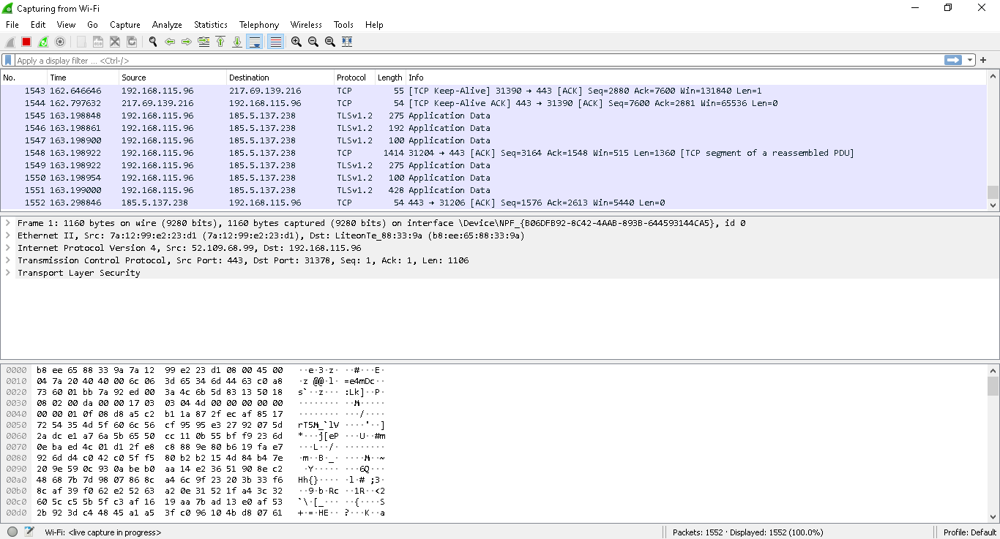 Capturing from Wi-Fi
File Edit View Go Capture Analyze Statistics Telephony Wireless Tools Help
Apply a display filter ... <Ctrl-/>
No. Time Source Destination Protocol Length Info
1543 162.646646 192.168.115.96 217.69.139.216 TCP 55 [TCP Keep-Alive] 31390 → 443 [ACK] Seq=2880 Ack=7600 Win=131840 Len=1
1544 162.797632 217.69.139.216 192.168.115.96 TCP 54 [TCP Keep-Alive ACK] 443 → 31390 [ACK] Seq=7600 Ack=2881 Win=65536 Len=0
1545 163.198848 192.168.115.96 185.5.137.238 TLSv1.2 275 Application Data
1546 163.198861 192.168.115.96 185.5.137.238 TLSv1.2 192 Application Data
1547 163.198900 192.168.115.96 185.5.137.238 TLSv1.2 100 Application Data
1548 163.198922 192.168.115.96 185.5.137.238 TCP 1414 31204 → 443 [ACK] Seq=3164 Ack=1548 Win=515 Len=1360 [TCP segment of a reassembled PDU]
1549 163.198922 192.168.115.96 185.5.137.238 TLSv1.2 275 Application Data
1550 163.198954 192.168.115.96 185.5.137.238 TLSv1.2 100 Application Data
1551 163.199000 192.168.115.96 185.5.137.238 TLSv1.2 428 Application Data
1552 163.298846 185.5.137.238 192.168.115.96 TCP 54 443 → 31206 [ACK] Seq=1576 Ack=2613 Win=5440 Len=0
Frame 1: 1160 bytes on wire (9280 bits), 1160 bytes captured (9280 bits) on interface \Device\NPF_{B06DFB92-8C42-4AAB-893B-644593144CA5}, id 0
Ethernet II, Src: 7a:12:99:e2:23:d1 (7a:12:99:e2:23:d1), Dst: LiteonTe_88:33:9a (b8:ee:65:88:33:9a)
Internet Protocol Version 4, Src: 52.109.68.99, Dst: 192.168.115.96
Transmission Control Protocol, Src Port: 443, Dst Port: 31378, Seq: 1, Ack: 1, Len: 1106
Transport Layer Security
0000 b8 ee 65 88 33 9a 7a 12 99 e2 23 d1 08 00 45 00 ··e·3·z· ··#···E·
0010 04 7a 20 40 40 00 6c 06 3d 65 34 6d 44 63 c0 a8 ·z @@·l· =e4mDc··
0020 73 60 01 bb 7a 92 ed 00 3a 4c 6b 5d 83 13 50 18 s`··z··· :Lk]··P·
0030 08 02 00 da 00 00 17 03 03 04 4d 00 00 00 00 00 ········ ··M·····
0040 00 00 01 0f 08 d8 a5 c2 b1 1a 87 2f ec af 85 17 ········ ···/····
0050 72 54 35 4d 5f 60 6c 56 cf 95 95 e3 27 92 07 5d rT5M_`lV ····'··]
0060 2a dc e1 a7 6a 5b 65 50 cc 11 0b 55 bf f9 23 6d *···j[eP ···U··#m
0070 0e ba ed 4c 01 d1 2f e8 c8 88 9e 80 b6 19 fa e7 ···L··/· ········
0080 92 6d d4 c0 42 c0 5f f5 80 b2 b2 15 4d 84 b4 7e ·m··B·_· ····M··~
0090 20 9e 59 0c 93 0a be b0 aa 14 e2 36 51 90 8e c2 ·Y····· ···6Q···
00a0 48 68 7b 7d 98 07 86 8c a4 6c 9f 23 20 3b 33 f6 Hh{}···· ·l·# ;3·
00b0 8c af 39 f0 62 e2 52 63 a2 0e 31 52 1f a4 3c 32 ··9·b·Rc ··1R··<2
00c0 60 5c c5 5b 5f c3 af 16 19 aa 7b ad 13 e0 af 53 `\·[_··· ··{····S
00d0 2b 92 3d c4 48 45 a1 a5 3f c0 96 10 4b d8 07 61 +·=·HE·· ?···K··a
Wi-Fi: <live capture in progress> Packets: 1552 · Displayed: 1552 (100.0%) Profile: Default